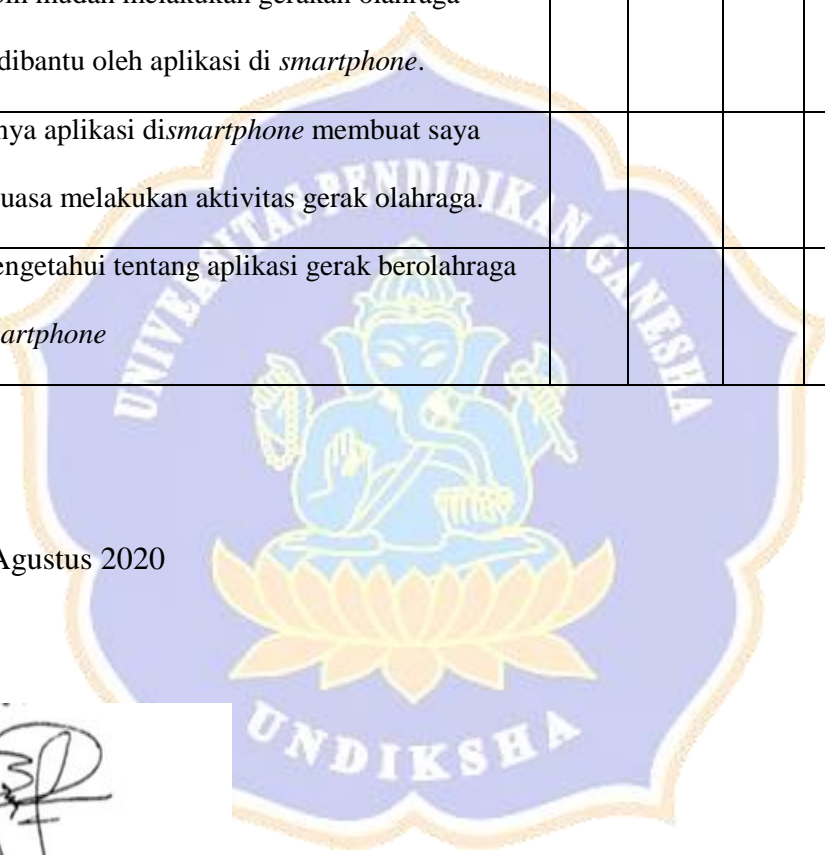 mudah melakukan gerakan olahraga
dibantu oleh aplikasi di smartphone.
nya aplikasi dismartphone membuat saya
uasa melakukan aktivitas gerak olahraga.
engetahui tentang aplikasi gerak berolahraga
artphone
Agustus 2020
UNIVERSITAS PENDIDIKAN GANESHA
UNDIKSHA